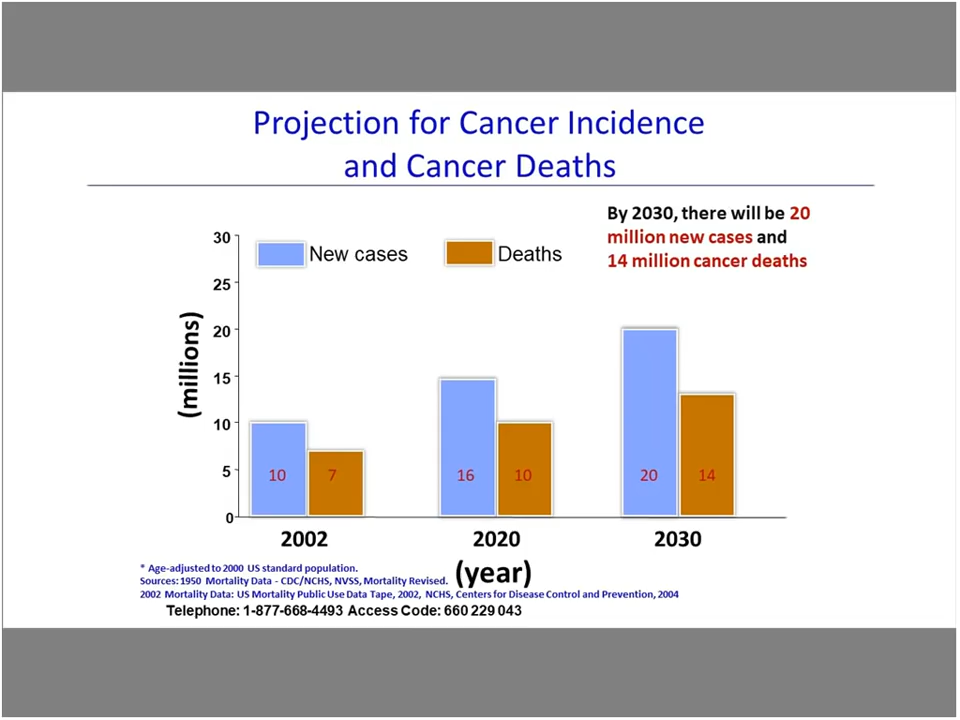 Projection for Cancer Incidence
and Cancer Deaths
By 2030, there will be 20
million new cases and
14 million cancer deaths
New cases
Deaths
(millions)
30
25
20
15
10
5
0
10
7
16
10
20
14
2002
2020
2030
(year)
* Age-adjusted to 2000 US standard population.
Sources: 1950 Mortality Data - CDC/NCHS, NVSS, Mortality Revised.
2002 Mortality Data: US Mortality Public Use Data Tape, 2002, NCHS, Centers for Disease Control and Prevention, 2004
Telephone: 1-877-668-4493 Access Code: 660 229 043